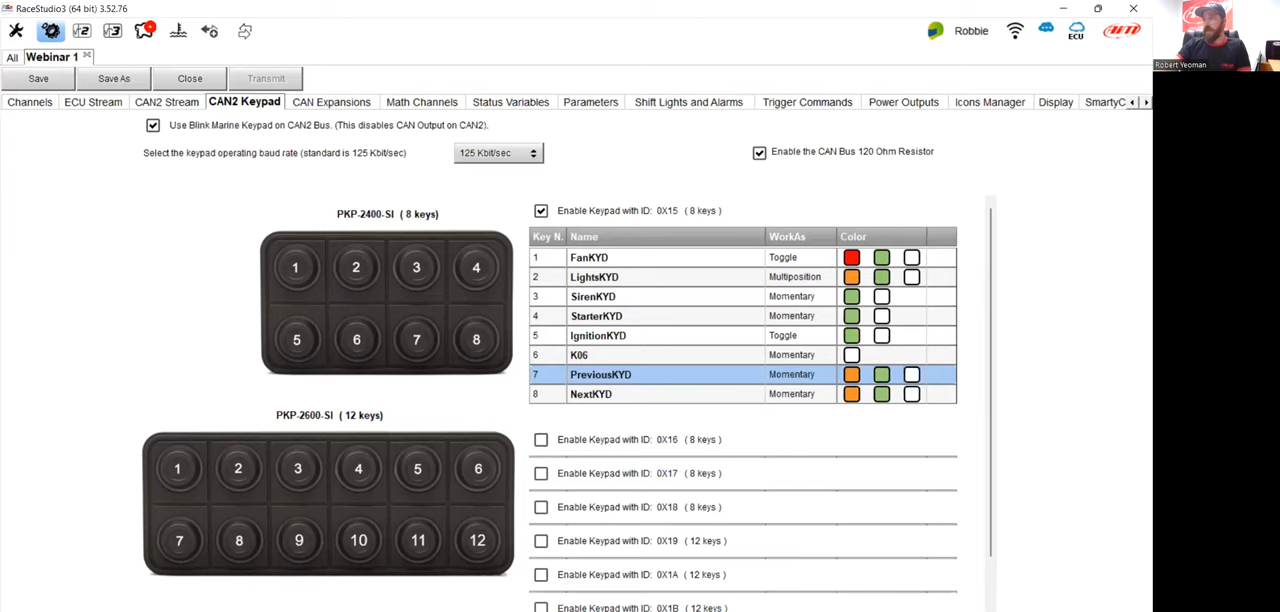 RaceStudio3 (64 bit) 3.52.76
Robbie
ECU
AIM
Robert Yeoman
All Webinar 1
Save Save As Close Transmit
Channels ECU Stream CAN2 Stream CAN2 Keypad CAN Expansions Math Channels Status Variables Parameters Shift Lights and Alarms Trigger Commands Power Outputs Icons Manager Display SmartyC
Use Blink Marine Keypad on CAN2 Bus. (This disables CAN Output on CAN2).
Select the keypad operating baud rate (standard is 125 Kbit/sec) 125 Kbit/sec Enable the CAN Bus 120 Ohm Resistor
PKP-2400-SI ( 8 keys)
1 2 3 4
5 6 7 8
PKP-2600-SI ( 12 keys)
1 2 3 4 5 6
7 8 9 10 11 12
Enable Keypad with ID: 0X15 ( 8 keys )
Key N. Name WorkAs Color
1 FanKYD Toggle
2 LightsKYD Multiposition
3 SirenKYD Momentary
4 StarterKYD Momentary
5 IgnitionKYD Toggle
6 K06 Momentary
7 PreviousKYD Momentary
8 NextKYD Momentary
Enable Keypad with ID: 0X16 ( 8 keys )
Enable Keypad with ID: 0X17 ( 8 keys )
Enable Keypad with ID: 0X18 ( 8 keys )
Enable Keypad with ID: 0X19 ( 12 keys )
Enable Keypad with ID: 0X1A ( 12 keys )
Enable Keypad with ID: 0X1B ( 12 keys )